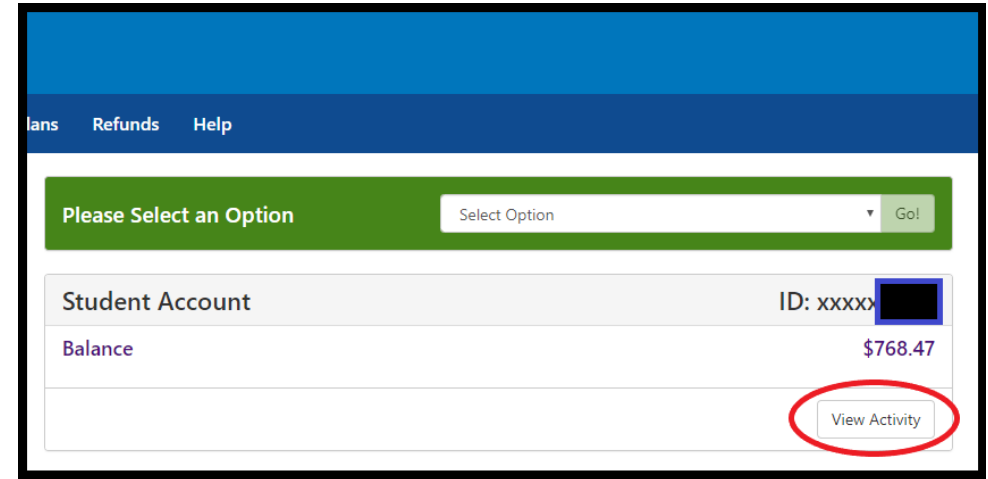 lans Refunds Help
Please Select an Option Select Option Go!
Student Account ID: xxxxx
Balance $768.47
View Activity